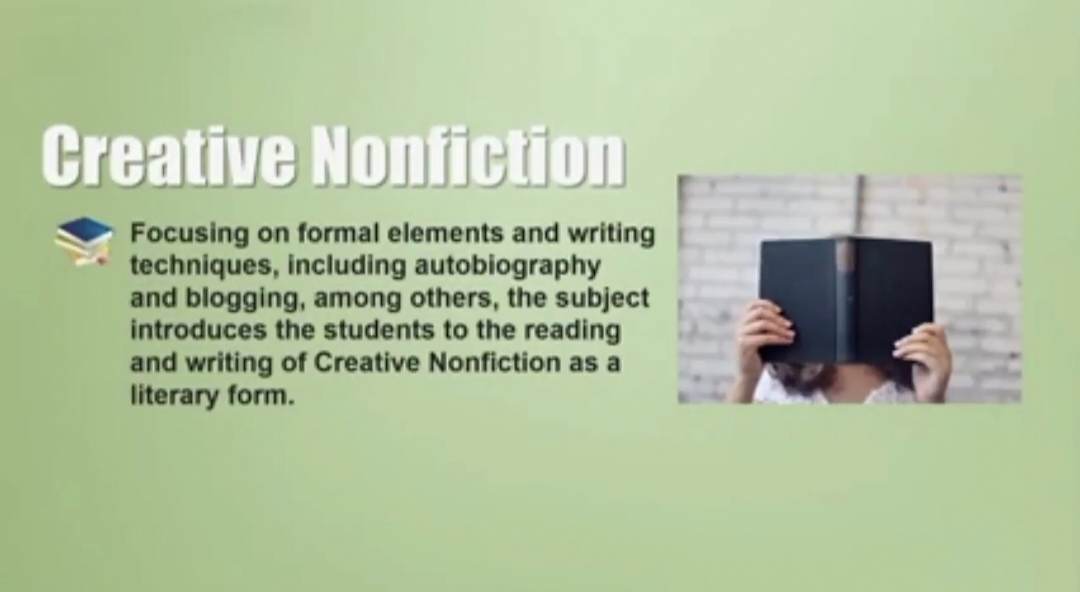 Creative Nonfiction
Focusing on formal elements and writing
techniques, including autobiography
and blogging, among others, the subject
introduces the students to the reading
and writing of Creative Nonfiction as a
literary form.